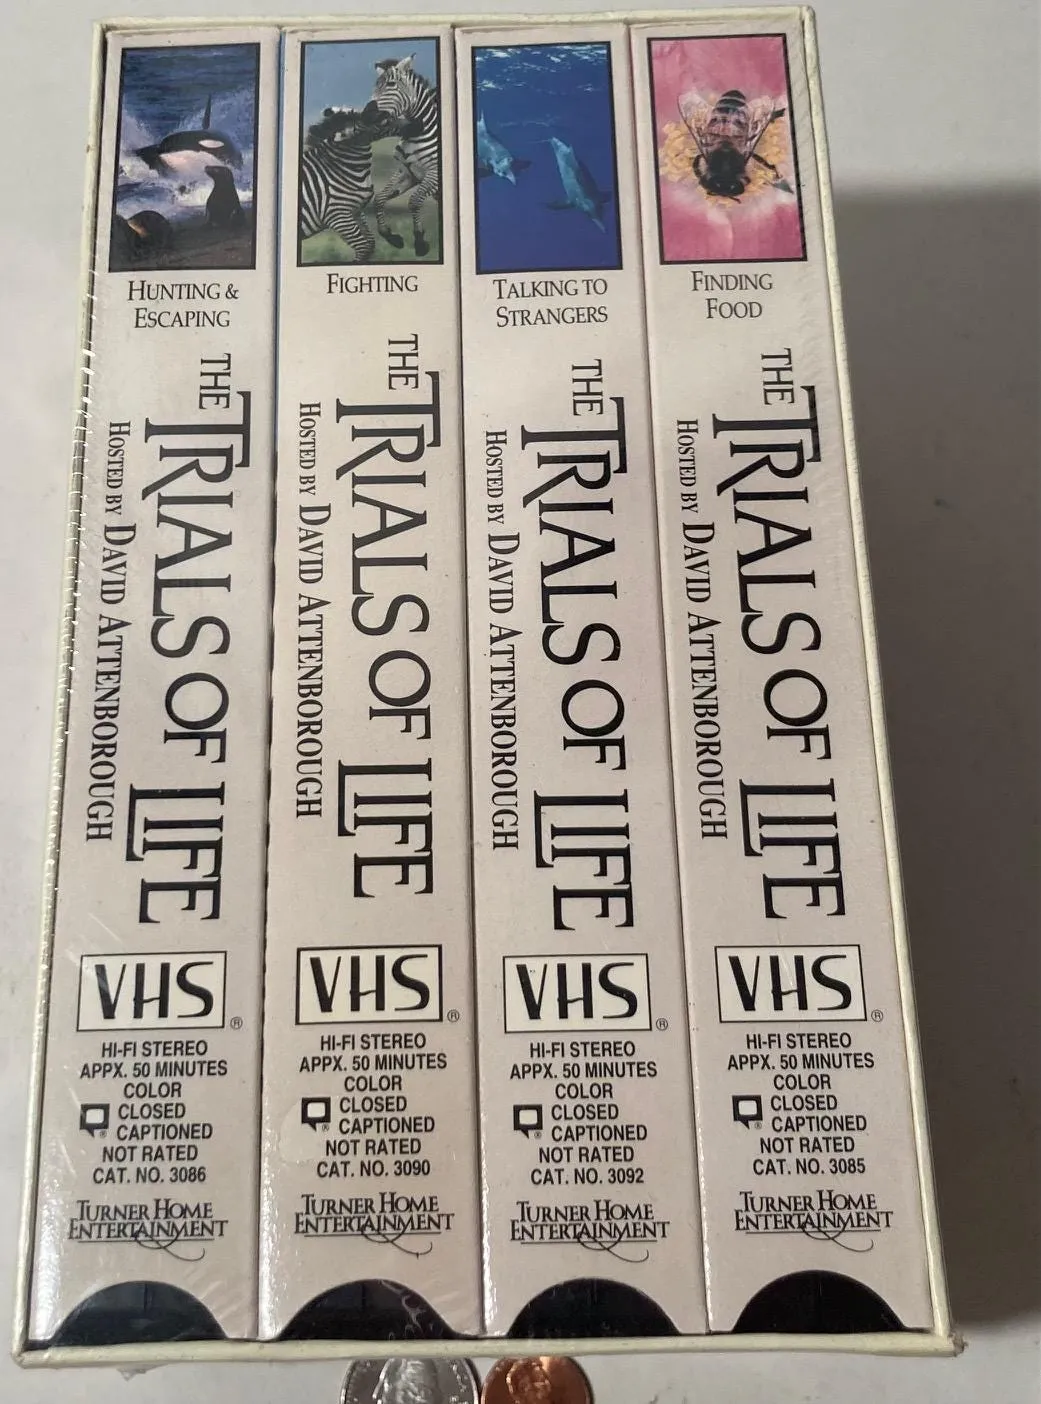 HUNTING &
ESCAPING
THE TRIALS OF LIFE
HOSTED BY DAVID ATTENBOROUGH
VHS®
HI-FI STEREO
APPX. 50 MINUTES
COLOR
CLOSED
CAPTIONED
NOT RATED
CAT. NO. 3086
TURNER HOME
ENTERTAINMENT
FIGHTING
THE TRIALS OF LIFE
HOSTED BY DAVID ATTENBOROUGH
VHS®
HI-FI STEREO
APPX. 50 MINUTES
COLOR
CLOSED
CAPTIONED
NOT RATED
CAT. NO. 3090
TURNER HOME
ENTERTAINMENT
TALKING TO
STRANGERS
THE TRIALS OF LIFE
HOSTED BY DAVID ATTENBOROUGH
VHS®
HI-FI STEREO
APPX. 50 MINUTES
COLOR
CLOSED
CAPTIONED
NOT RATED
CAT. NO. 3092
TURNER HOME
ENTERTAINMENT
FINDING
FOOD
THE TRIALS OF LIFE
HOSTED BY DAVID ATTENBOROUGH
VHS®
HI-FI STEREO
APPX. 50 MINUTES
COLOR
CLOSED
CAPTIONED
NOT RATED
CAT. NO. 3085
TURNER HOME
ENTERTAINMENT